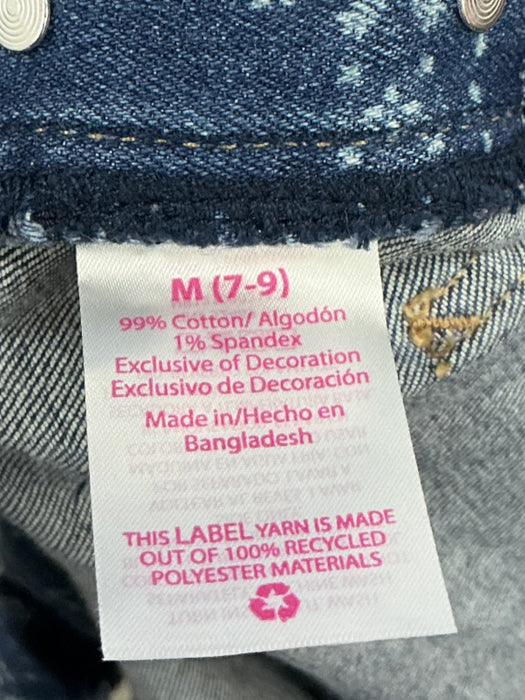 M (7-9)
99% Cotton/ Algodón
1% Spandex
Exclusive of Decoration
Exclusivo de Decoración
Made in/Hecho en
Bangladesh
THIS LABEL YARN IS MADE
OUT OF 100% RECYCLED
POLYESTER MATERIALS